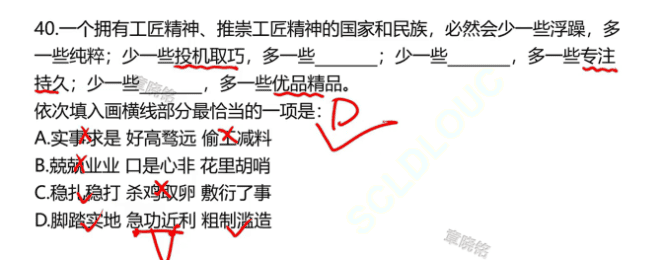 40.一个拥有工匠精神、推崇工匠精神的国家和民族，必然会少一些浮躁，多
一些纯粹；少一些投机取巧，多一些_______；少一些_______，多一些专注
持久；少一些_______，多一些优品精品。
依次填入画横线部分最恰当的一项是：D
A.实事求是 好高骛远 偷工减料
B.兢兢业业 口是心非 花里胡哨
C.稳扎稳打 杀鸡取卵 敷衍了事
D.脚踏实地 急功近利 粗制滥造
章晓铭
SCLDLOUC
章晓铭